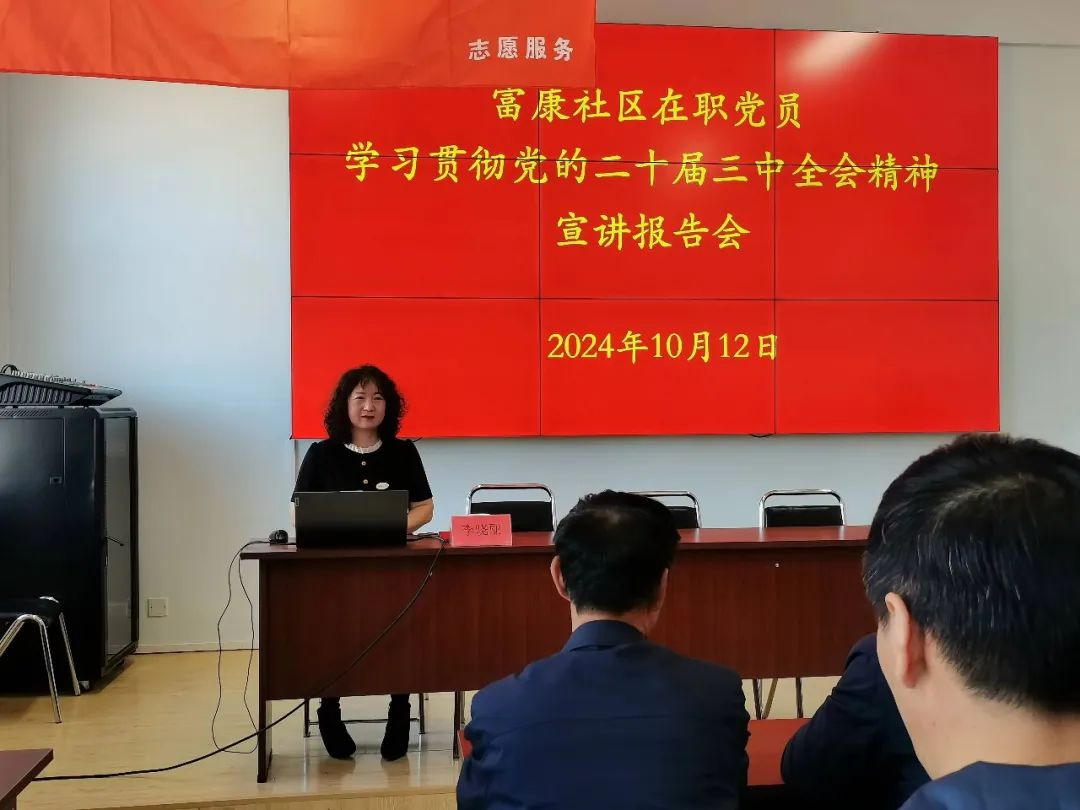 志愿服务
富康社区在职党员
学习贯彻党的二十届三中全会精神
宣讲报告会
2024年10月12日